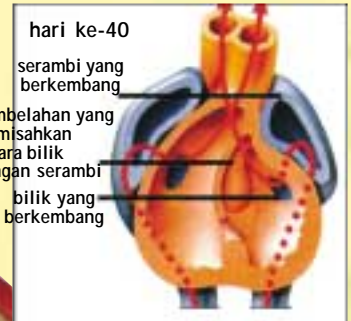 hari ke-40
serambi yang
berkembang
mbelahan yang
misahkan
ara bilik
gan serambi
bilik yang
berkembang